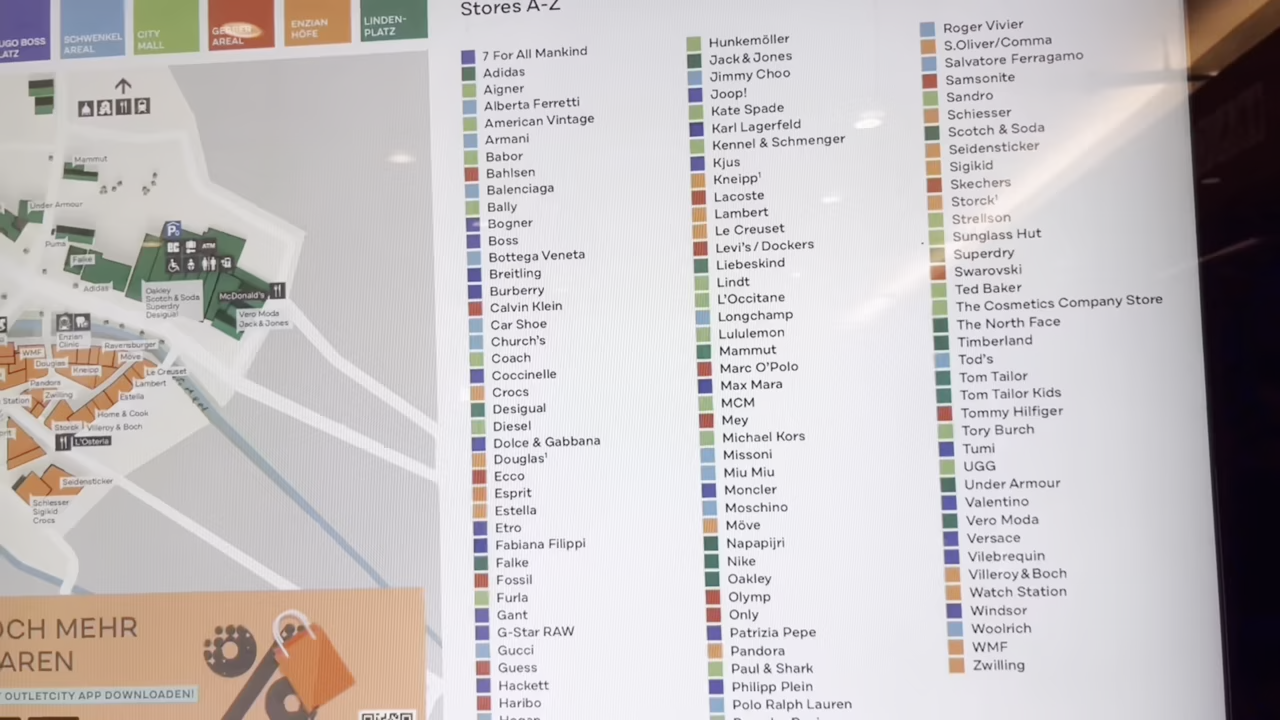 UGO BOSS
LATZ
SCHWENKEL
AREAL
CITY
MALL
AREAL
ENZIAN
HÖFE
LINDEN-
PLATZ
Mammut
Under Armour
Puma
Falke
Adidas
Oakley
Scotch & Soda
Superdry
Desigual
McDonald's
Vero Moda
Jack & Jones
ATM
Enzian
Clinic
Ravensburger
Möve
WMF
Douglas
Kneipp
Le Creuset
Lambert
Pandora
Zwilling
Estella
Station
Home & Cook
Storck
Villeroy & Boch
L'Osteria
Seidensticker
Schiesser
Sigikid
Crocs
OCH MEHR
AREN
OUTLETCITY APP DOWNLOADEN!
Stores A-Z
7 For All Mankind
Adidas
Aigner
Alberta Ferretti
American Vintage
Armani
Babor
Bahlsen
Balenciaga
Bally
Bogner
Boss
Bottega Veneta
Breitling
Burberry
Calvin Klein
Car Shoe
Church's
Coach
Coccinelle
Crocs
Desigual
Diesel
Dolce & Gabbana
Douglas¹
Ecco
Esprit
Estella
Etro
Fabiana Filippi
Falke
Fossil
Furla
Gant
G-Star RAW
Gucci
Guess
Hackett
Haribo
Hunkemöller
Jack & Jones
Jimmy Choo
Joop!
Kate Spade
Karl Lagerfeld
Kennel & Schmenger
Kjus
Kneipp¹
Lacoste
Lambert
Le Creuset
Levi's / Dockers
Liebeskind
Lindt
L'Occitane
Longchamp
Lululemon
Mammut
Marc O'Polo
Max Mara
MCM
Mey
Michael Kors
Missoni
Miu Miu
Moncler
Moschino
Möve
Napapijri
Nike
Oakley
Olymp
Only
Patrizia Pepe
Pandora
Paul & Shark
Philipp Plein
Polo Ralph Lauren
Roger Vivier
S.Oliver/Comma
Salvatore Ferragamo
Samsonite
Sandro
Schiesser
Scotch & Soda
Seidensticker
Sigikid
Skechers
Storck¹
Strellson
Sunglass Hut
Superdry
Swarovski
Ted Baker
The Cosmetics Company Store
The North Face
Timberland
Tod's
Tom Tailor
Tom Tailor Kids
Tommy Hilfiger
Tory Burch
Tumi
UGG
Under Armour
Valentino
Vero Moda
Versace
Vilebrequin
Villeroy & Boch
Watch Station
Windsor
Woolrich
WMF
Zwilling